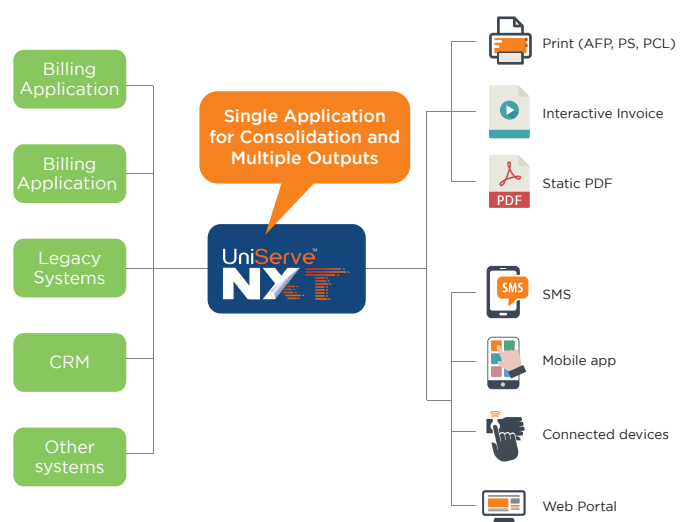 Billing
Application
Billing
Application
Legacy
Systems
CRM
Other
systems
Single Application
for Consolidation and
Multiple Outputs
UniServe™
NXT
Print (AFP, PS, PCL)
Interactive Invoice
PDF
Static PDF
SMS
SMS
Mobile app
Connected devices
Web Portal